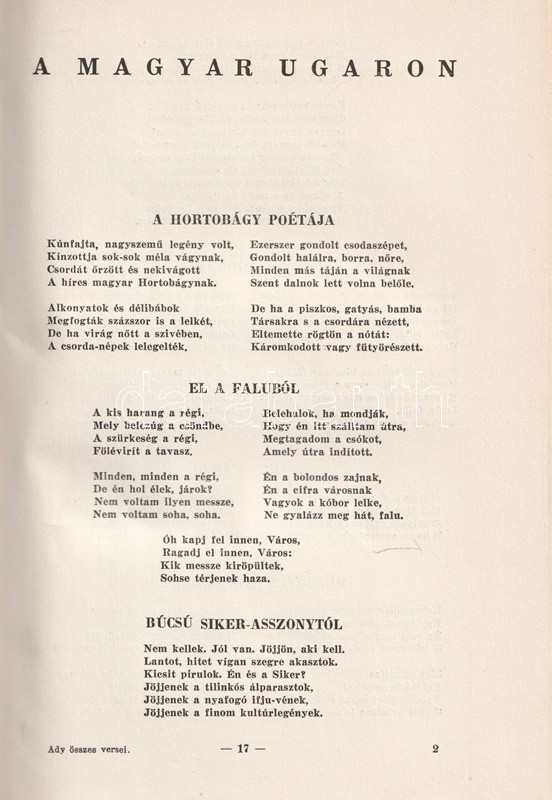 A MAGYAR UGARON
A HORTOBÁGY POÉTÁJA
Kúnfajta, nagyszemű legény volt,
Kínzottja sok-sok méla vágynak,
Csordát őrzött és nekivágott
A híres magyar Hortobágynak.
Alkonyatok és délibábok
Megfogták százszor is a lelkét,
De ha virág nőtt a szivében,
A csorda-népek lelegelték.
Ezerszer gondolt csodaszépet,
Gondolt halálra, borra, nőre,
Minden más táján a világnak
Szent dalnok lett volna belőle.
De ha a piszkos, gatyás, bamba
Társakra s a csordára nézett,
Eltemette rögtön a nótát:
Káromkodott vagy fütyörészett.
EL A FALUBÓL
A kis harang a régi,
Mely belezúg a csöndbe,
A szürkeség a régi,
Fölévirít a tavasz.
Minden, minden a régi,
De én hol élek, járok?
Nem voltam ilyen messze,
Nem voltam soha, soha.
Belehalok, ha mondják,
Hogy én itt szálltam útra,
Megtagadom a csókot,
Amely útra indított.
Én a bolondos zajnak,
Én a cifra városnak
Vagyok a kóbor lelke,
Ne gyalázz meg hát, falu.
Óh kapj fel innen, Város,
Ragadj el innen, Város:
Kik messze kiröpültek,
Sohse térjenek haza.
BÚCSÚ SIKER-ASSZONYTÓL
Nem kellek. Jól van. Jöjjön, aki kell.
Lantot, hitet vígan szegre akasztok.
Kicsit pirulok. Én és a Siker?
Jöjjenek a tilinkós álparasztok,
Jöjjenek a nyafogó ifju-vének,
Jöjjenek a finom kultúrlegények.
Ady összes versei.
— 17 —
2
darabanth